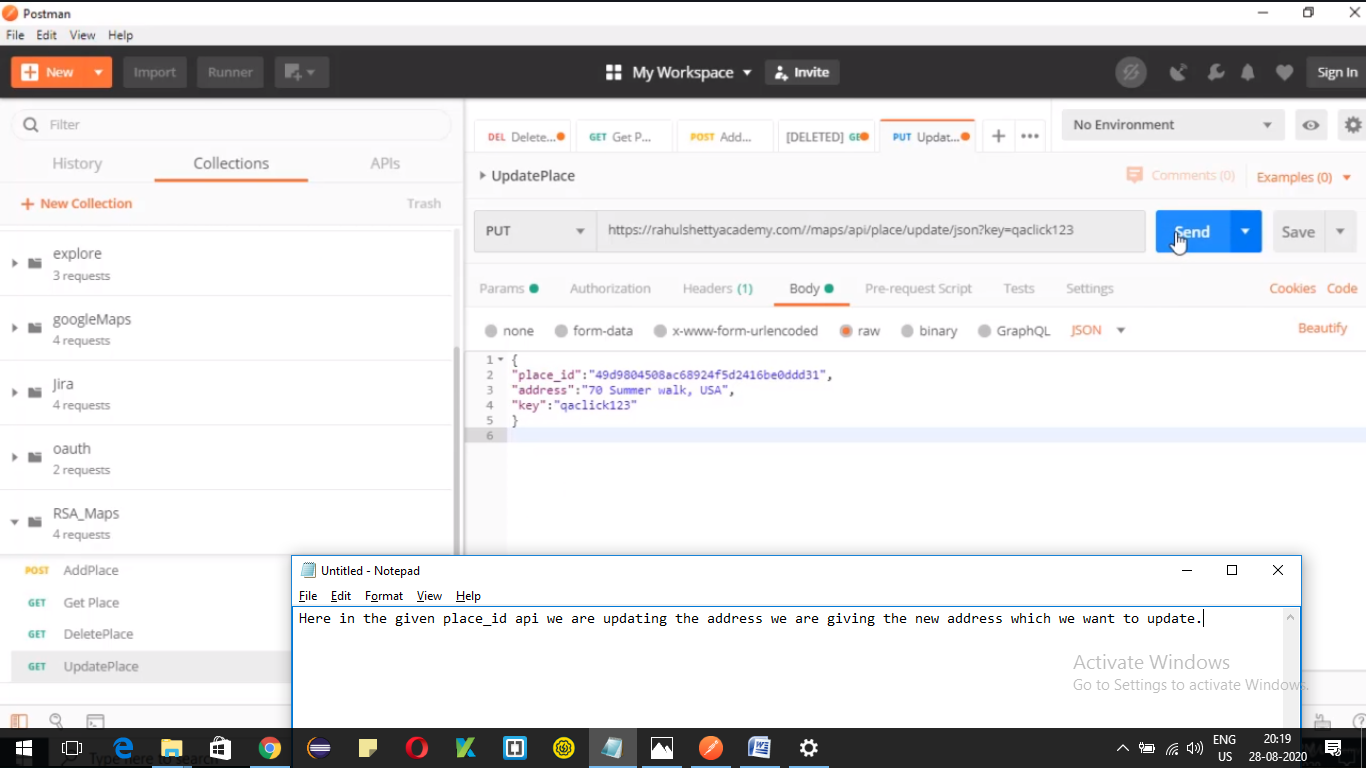 Postman
File Edit View Help
New Import Runner My Workspace Invite Sign In
Filter
History Collections APIs
New Collection Trash
explore
3 requests
googleMaps
4 requests
Jira
4 requests
oauth
2 requests
RSA_Maps
4 requests
POST AddPlace
GET Get Place
GET DeletePlace
GET UpdatePlace
DEL Delete... GET Get P... POST Add... [DELETED] GE PUT Updat... No Environment
UpdatePlace Comments (0) Examples (0)
PUT https://rahulshettyacademy.com//maps/api/place/update/json?key=qaclick123 Send Save
Params Authorization Headers (1) Body Pre-request Script Tests Settings Cookies Code
none form-data x-www-form-urlencoded raw binary GraphQL JSON Beautify
1 {
2 "place_id":"49d9804508ac68924f5d2416be0ddd31",
3 "address":"70 Summer walk, USA",
4 "key":"qaclick123"
5 }
6
Untitled - Notepad
File Edit Format View Help
Here in the given place_id api we are updating the address we are giving the new address which we want to update.
Activate Windows
Go to Settings to activate Windows.
Type here to search
ENG 20:19
US 28-08-2020